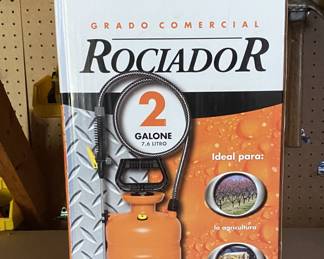 GRADO COMERCIAL
ROCIADOR
2
GALONE
7.6 LITRO
Ideal para:
la agricultura